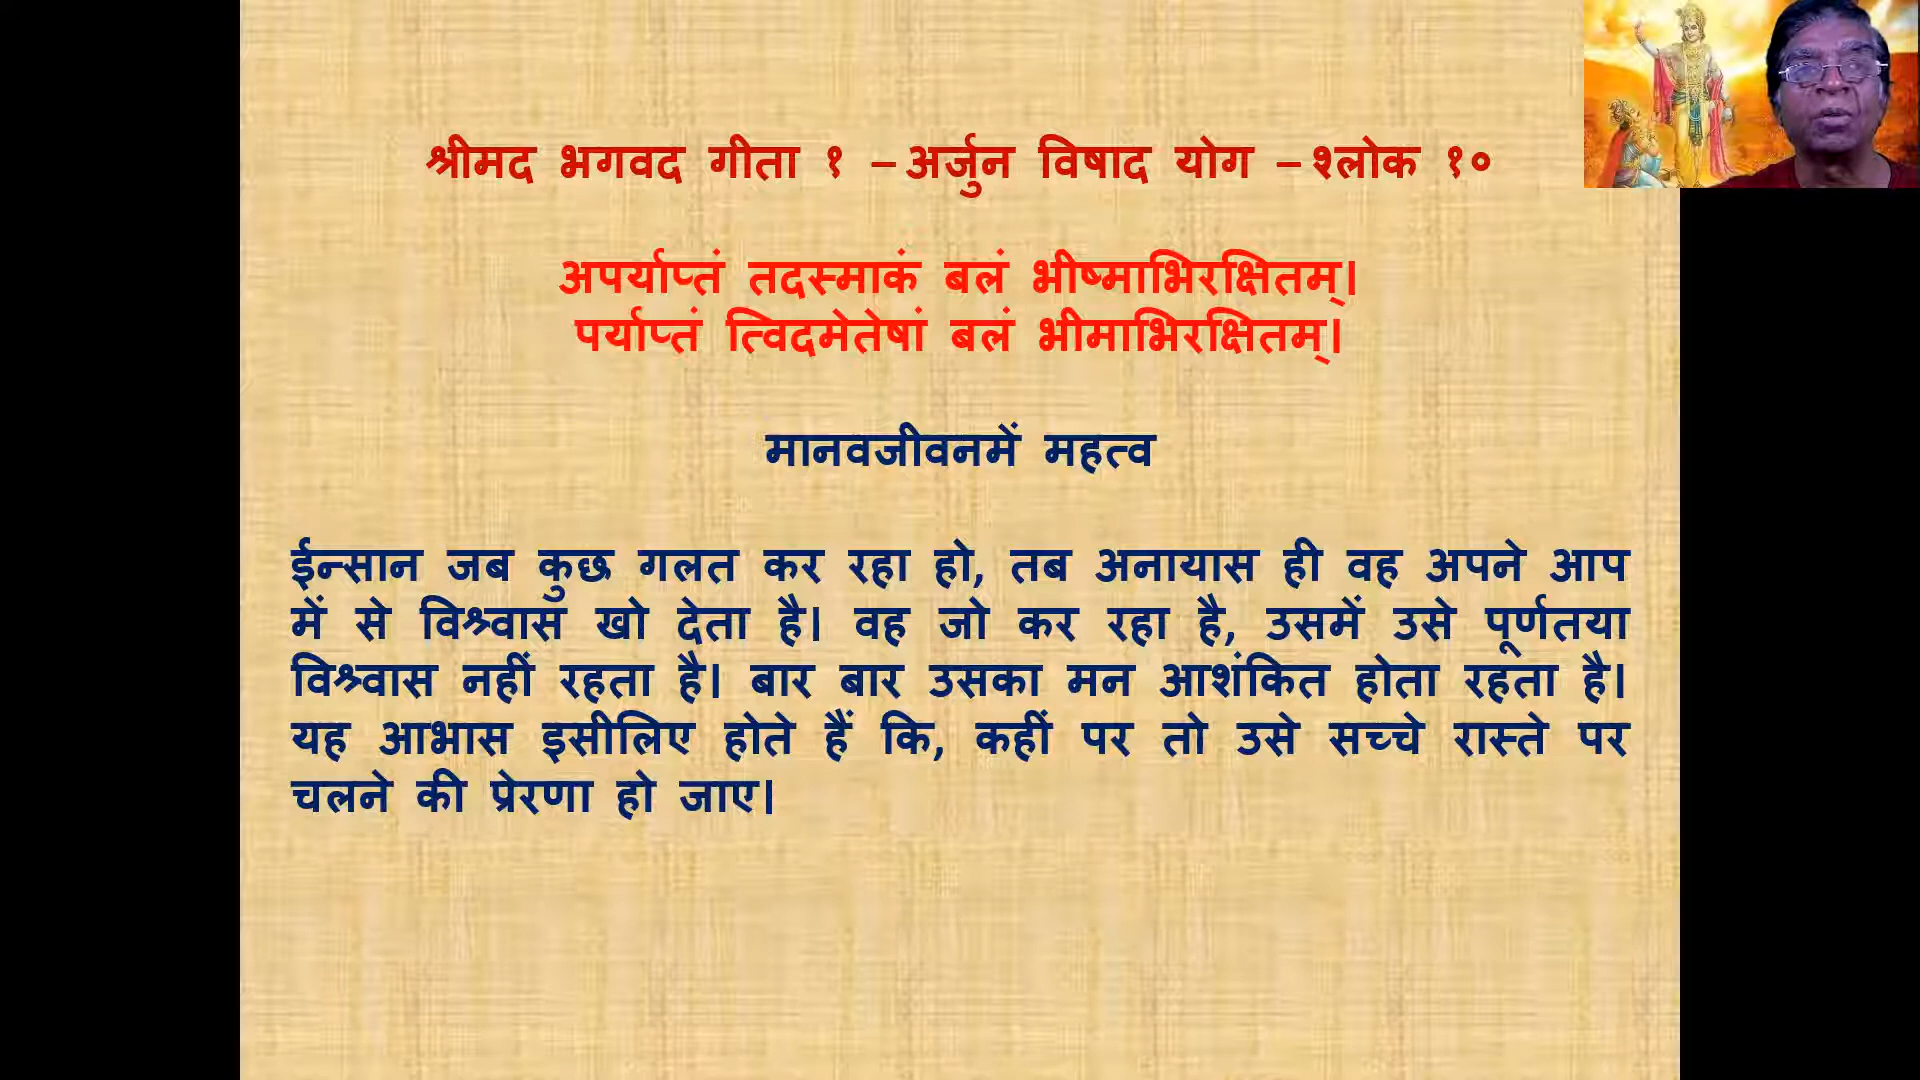 श्रीमद भगवद गीता १ – अर्जुन विषाद योग – श्लोक १०
अपर्याप्तं तदस्माकं बलं भीष्माभिरक्षितम्।
पर्याप्तं त्विदमेतेषां बलं भीमाभिरक्षितम्।
मानवजीवनमें महत्व
ईन्सान जब कुछ गलत कर रहा हो, तब अनायास ही वह अपने आप
में से विश्र्वास खो देता है। वह जो कर रहा है, उसमें उसे पूर्णतया
विश्र्वास नहीं रहता है। बार बार उसका मन आशंकित होता रहता है।
यह आभास इसीलिए होते हैं कि, कहीं पर तो उसे सच्चे रास्ते पर
चलने की प्रेरणा हो जाए।